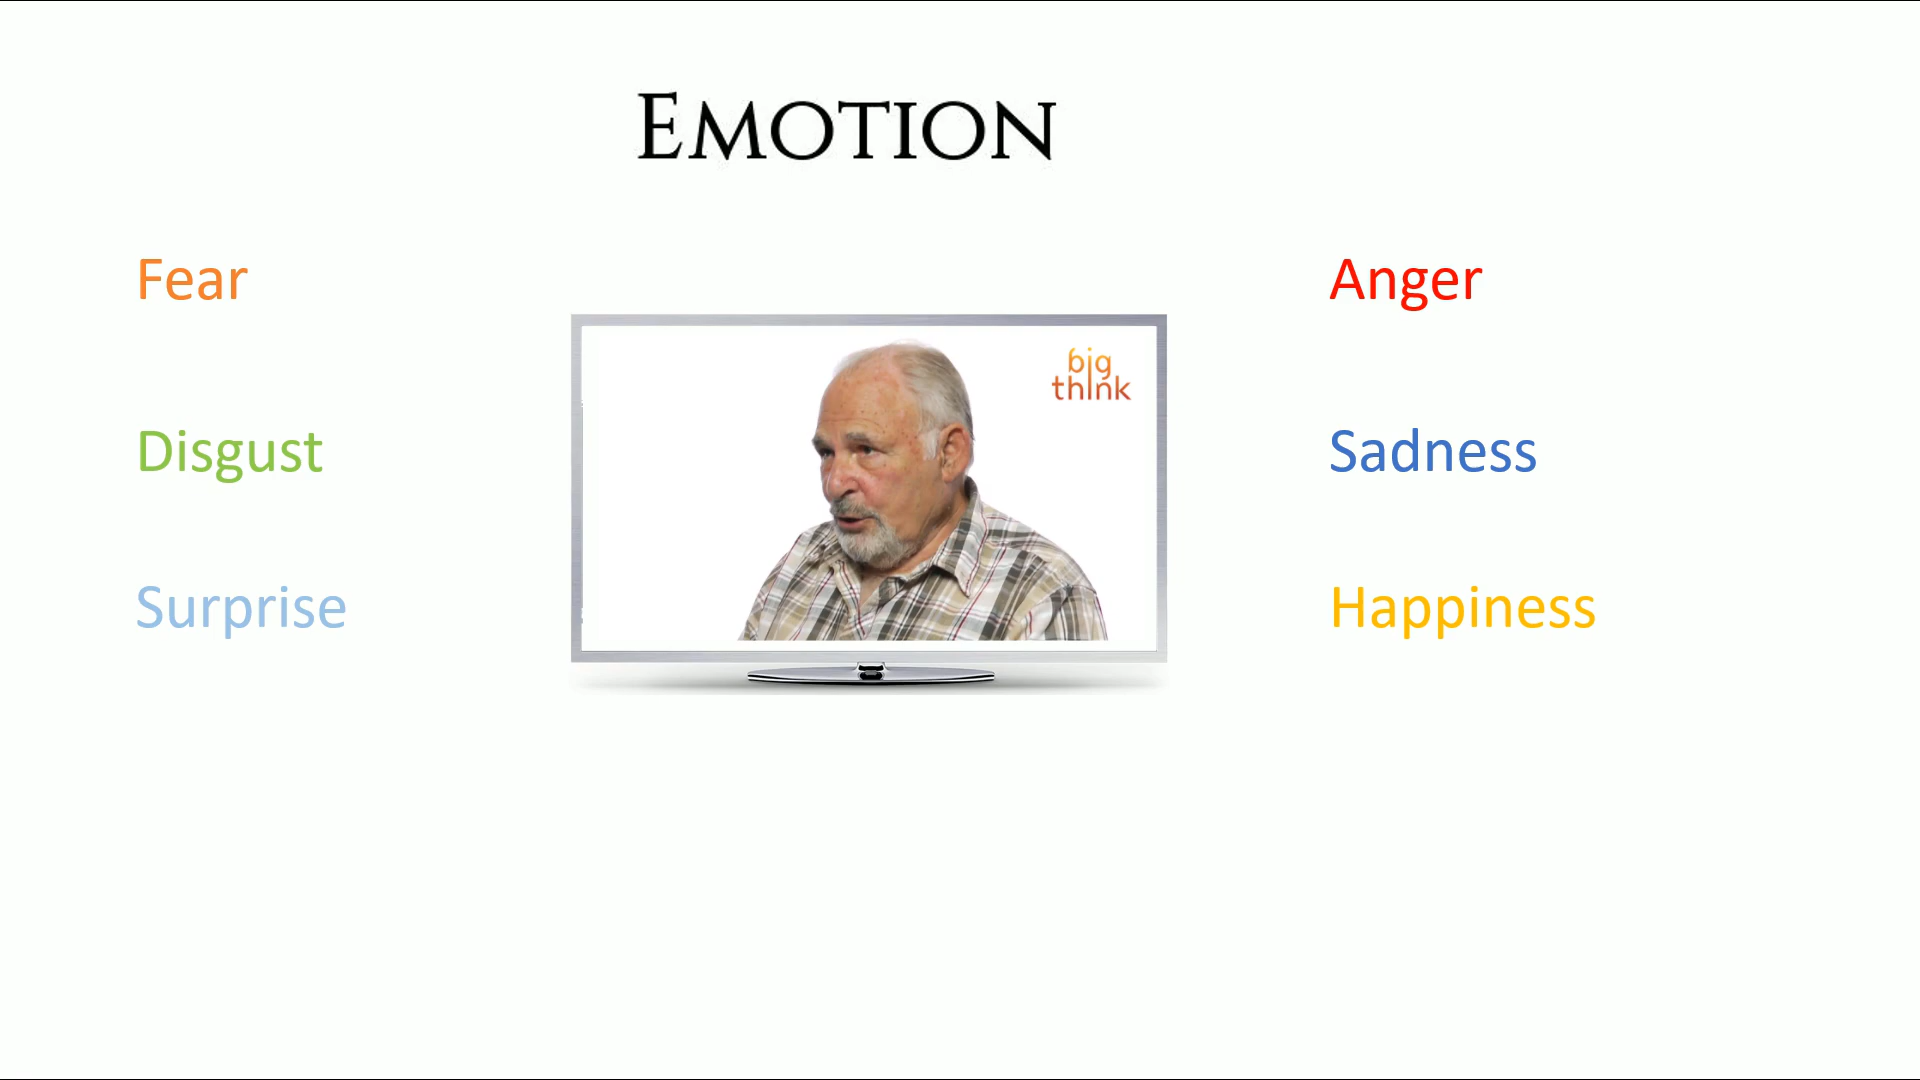 EMOTION
Fear
Anger
big
think
Disgust
Sadness
Surprise
Happiness